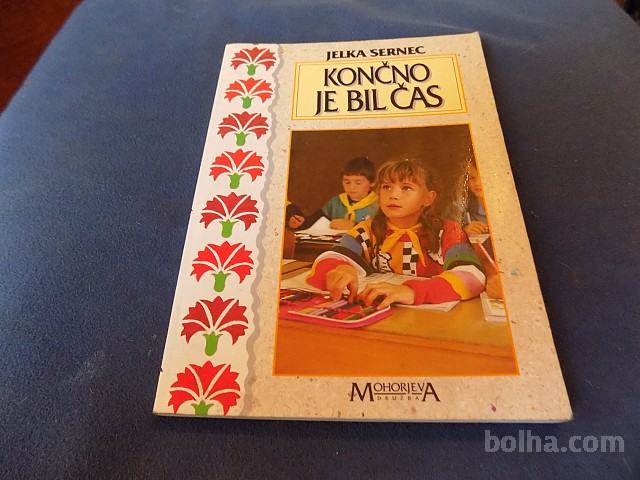 JELKA SERNEC
KONČNO
JE BIL ČAS
MOHORJEVA
DRUŽBA
bolha.com